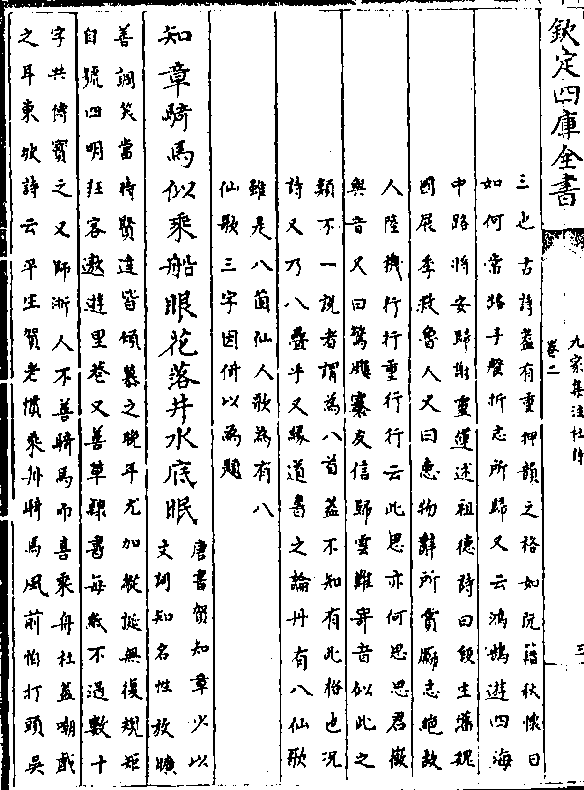 欽定四庫全書
九家集注杜詩
卷二
三
三也古詩葢有重押韻之格如阮籍秋懷曰
如何當路子磬折忘所歸又云鴻鵠遊四海
中路將安歸謝靈運述祖德詩曰段生藩魏
國展季救魯人又曰惠物辭所賞勵志絶故
人陸機行行重行行云此思亦何思思君徽
與音又曰驚飈褰反信歸雲難寄音似此之
類不一說者謂為八首葢不知有此格也况
詩又乃八疊乎又縁道書之論丹有八仙歌
雖是八箇仙人歌為有八
仙歌三字因倂以為題
知章騎馬似乘船眼花落井水底眠
唐書賀知章少以
文詞知名性放曠
善調笑當時賢達皆傾慕之晚年尤加縱誕無復規矩
自號四明狂客遨遊里巷又善草隸書每紙不過數十
字共傳寶之又師浙人不善騎馬而喜乘舟杜葢嘲戲
之耳東坡詩云平生賀老慣乘舟騎馬風前怕打頭吴